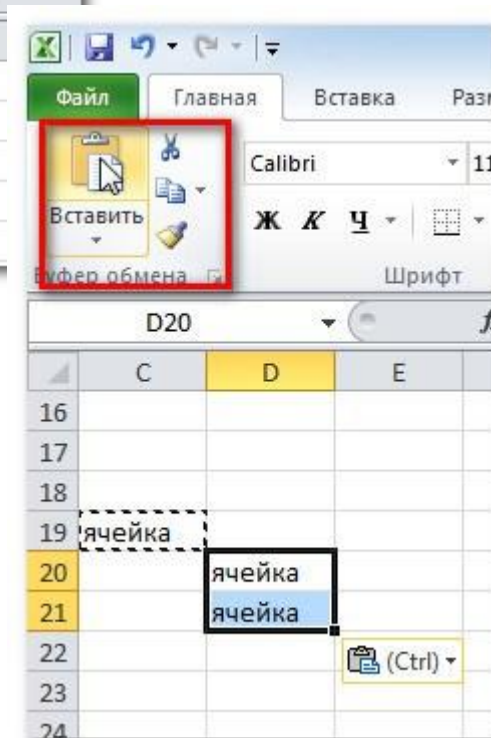 Файл Главная Вставка
Вставить
Calibri 11
Ж К Ч
Буфер обмена Шрифт
D20
C D E
16
17
18
19 ячейка
20 ячейка
21 ячейка
22 (Ctrl)
23
24